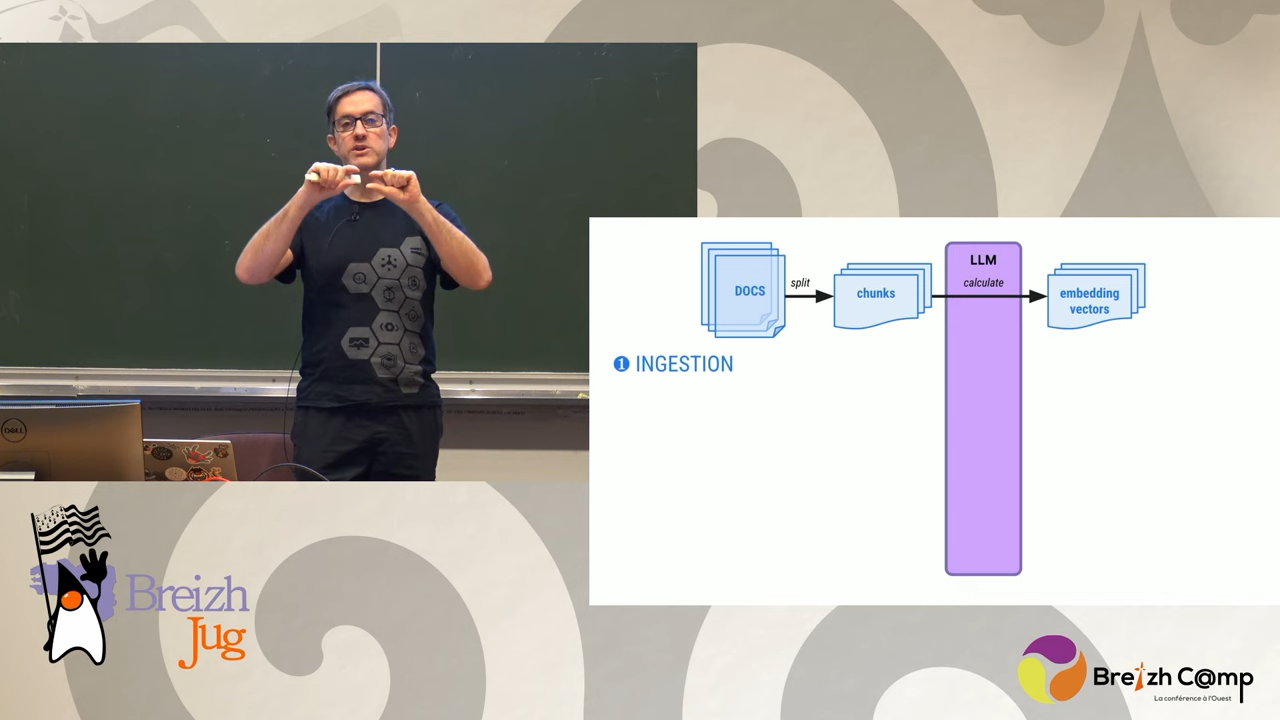 DOCS
split
chunks
LLM
calculate
embedding
vectors
❶ INGESTION
DELL
Breizh
Jug
Breizh C@mp
La conférence à l'Ouest